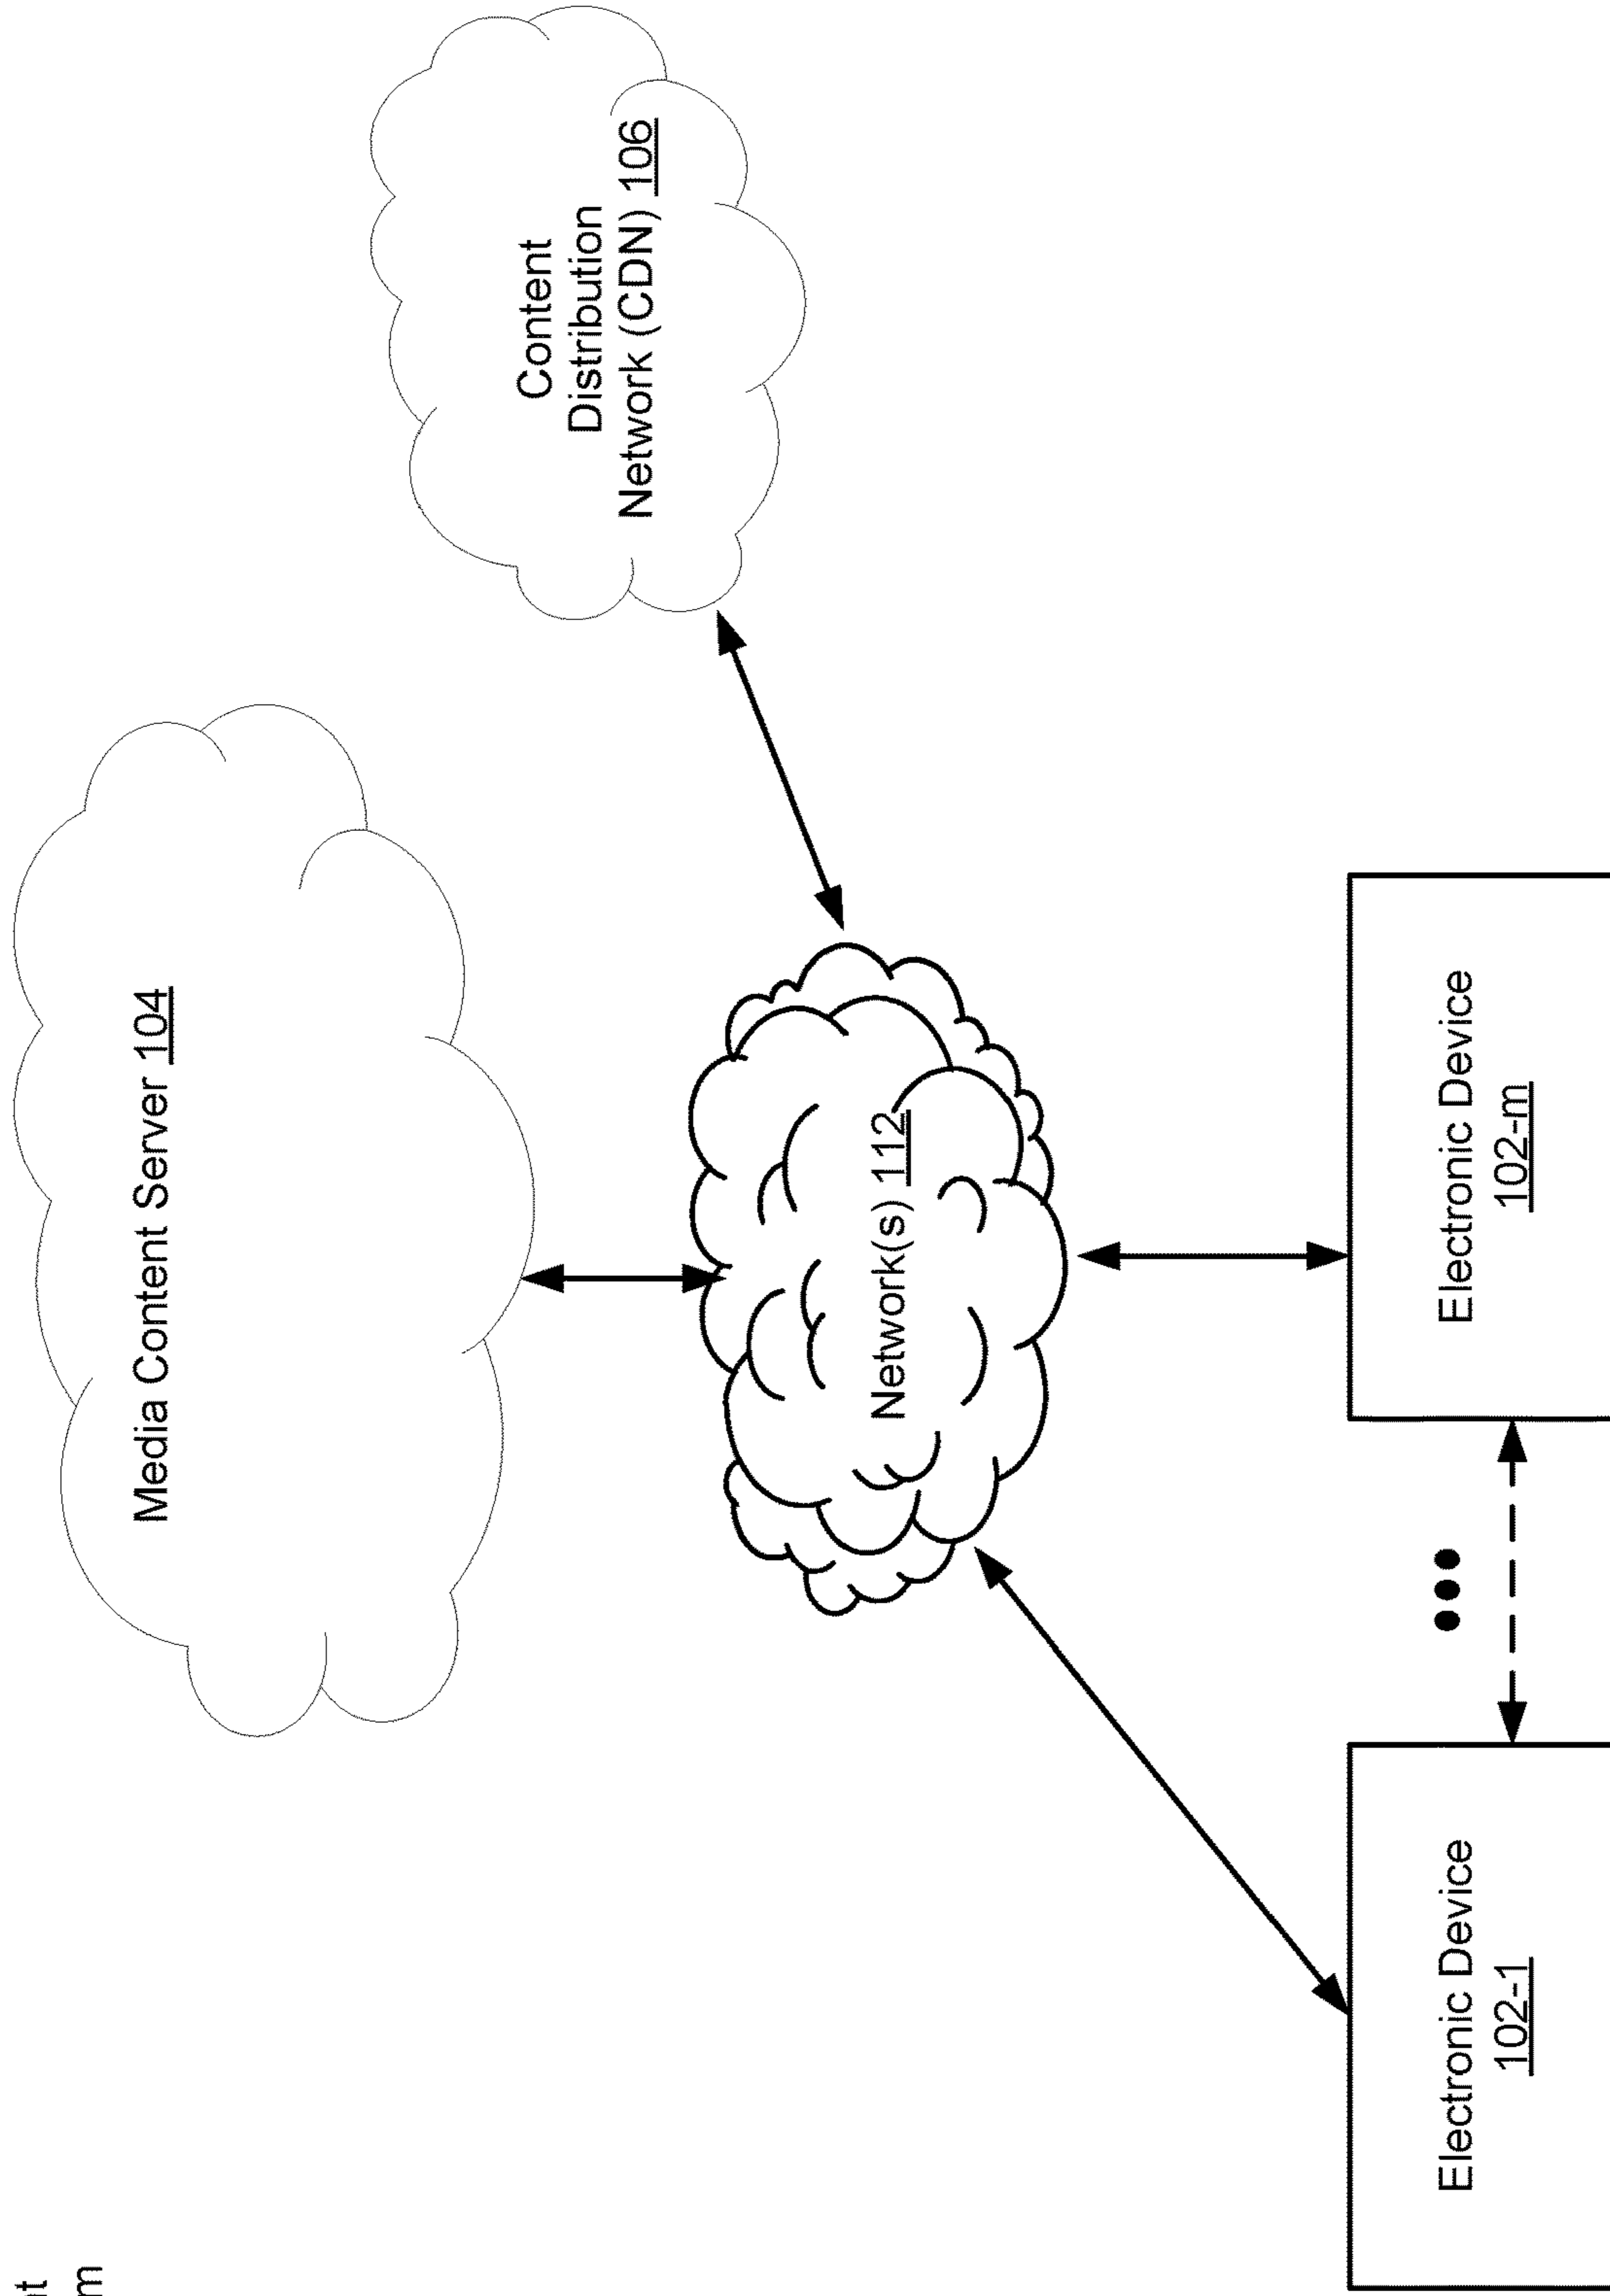 Media Content Server 104
Content
Distribution
Network (CDN) 106
Network(s) 112
Electronic Device
102-1
Electronic Device
102-m